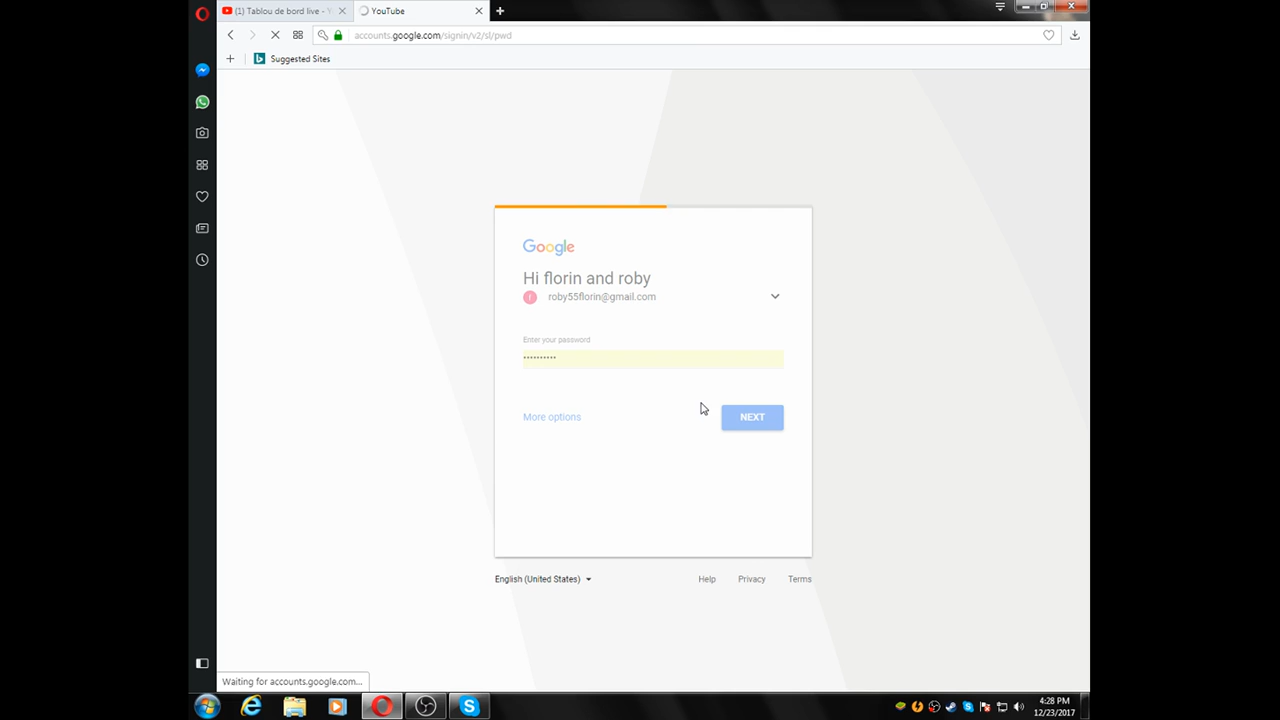 (1) Tablou de bord live - Y
YouTube
accounts.google.com/signin/v2/sl/pwd
Suggested Sites
Google
Hi florin and roby
f
roby55florin@gmail.com
Enter your password
••••••••••
More options
NEXT
English (United States)
Help
Privacy
Terms
Waiting for accounts.google.com...
4:28 PM
12/23/2017